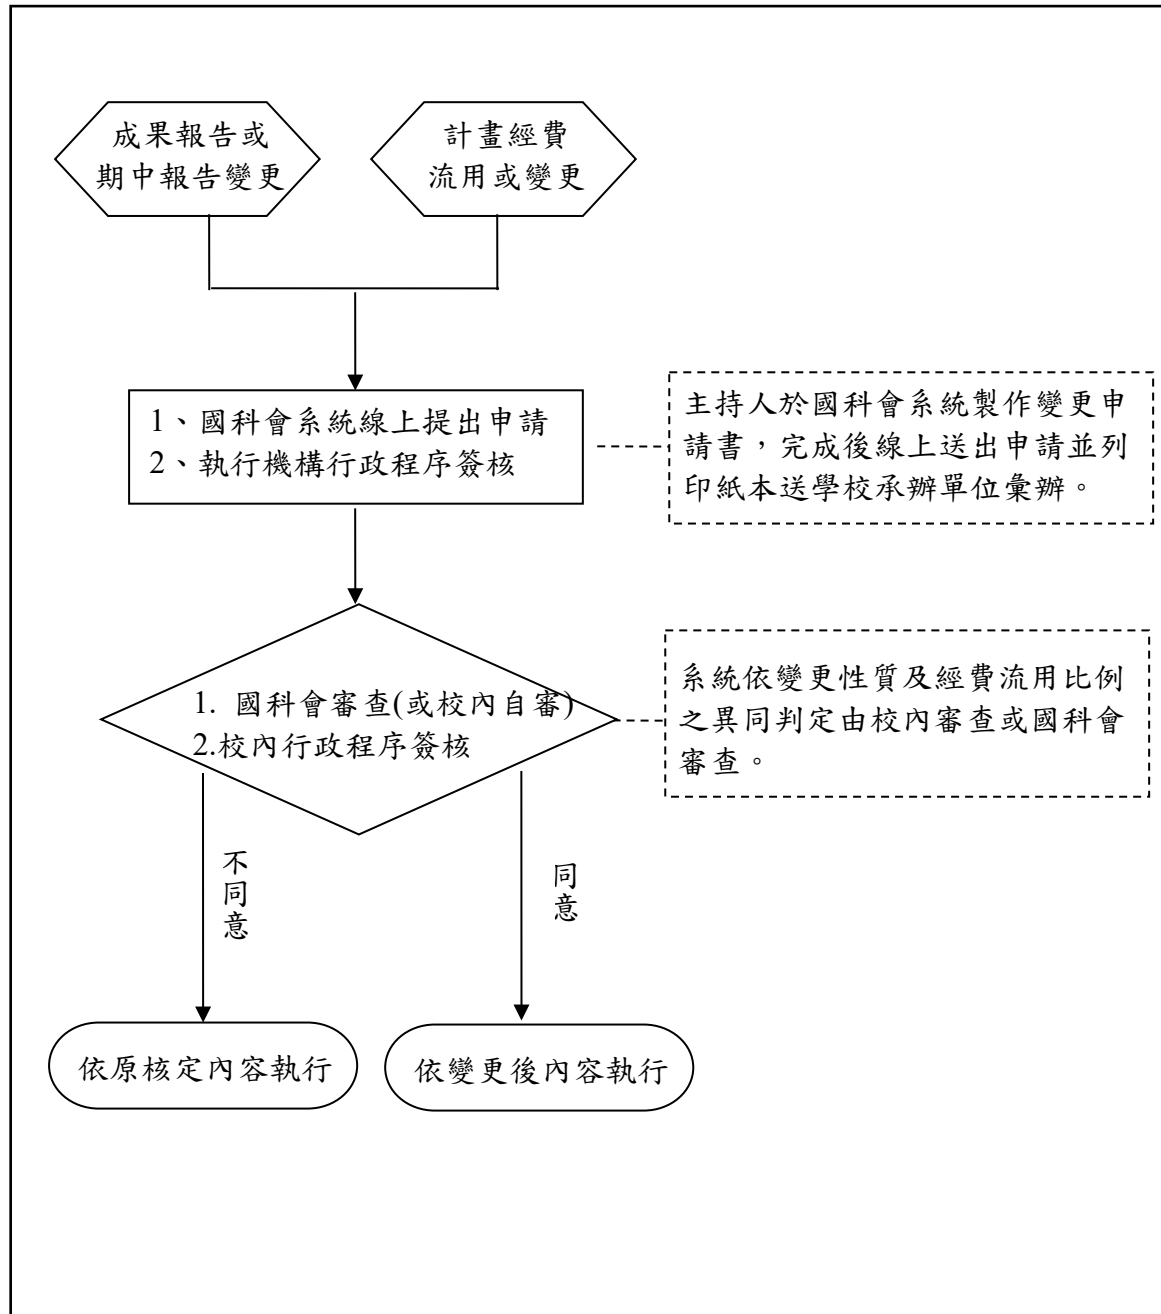 成果報告或
期中報告變更
計畫經費
流用或變更
1、國科會系統線上提出申請
2、執行機構行政程序簽核
主持人於國科會系統製作變更申
請書，完成後線上送出申請並列
印紙本送學校承辦單位彙辦。
1. 國科會審查(或校內自審)
2.校內行政程序簽核
系統依變更性質及經費流用比例
之異同判定由校內審查或國科會
審查。
不同意
同意
依原核定內容執行
依變更後內容執行